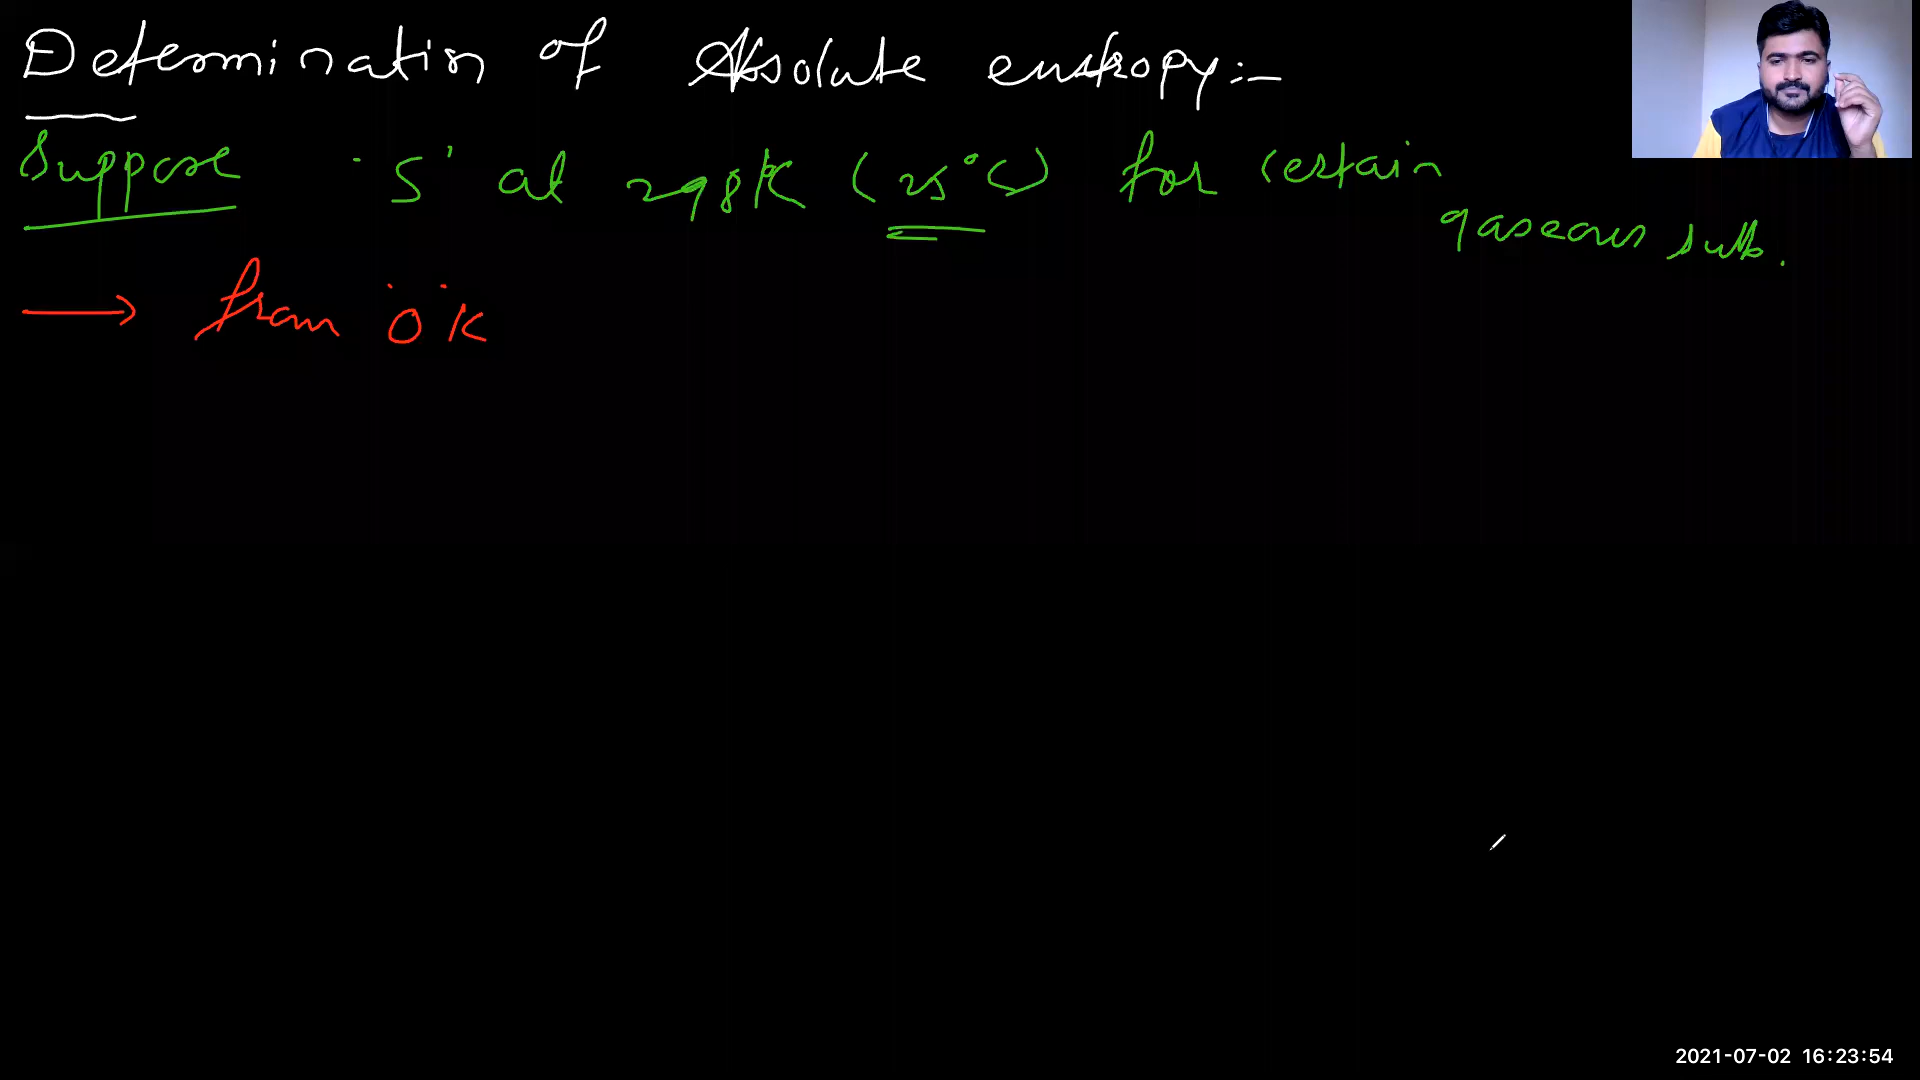 Determination of Absolute entropy:-
Suppose 'S' at 298K (25°C) for certain
gaseous sub.
→ from 0 K
2021-07-02 16:23:54